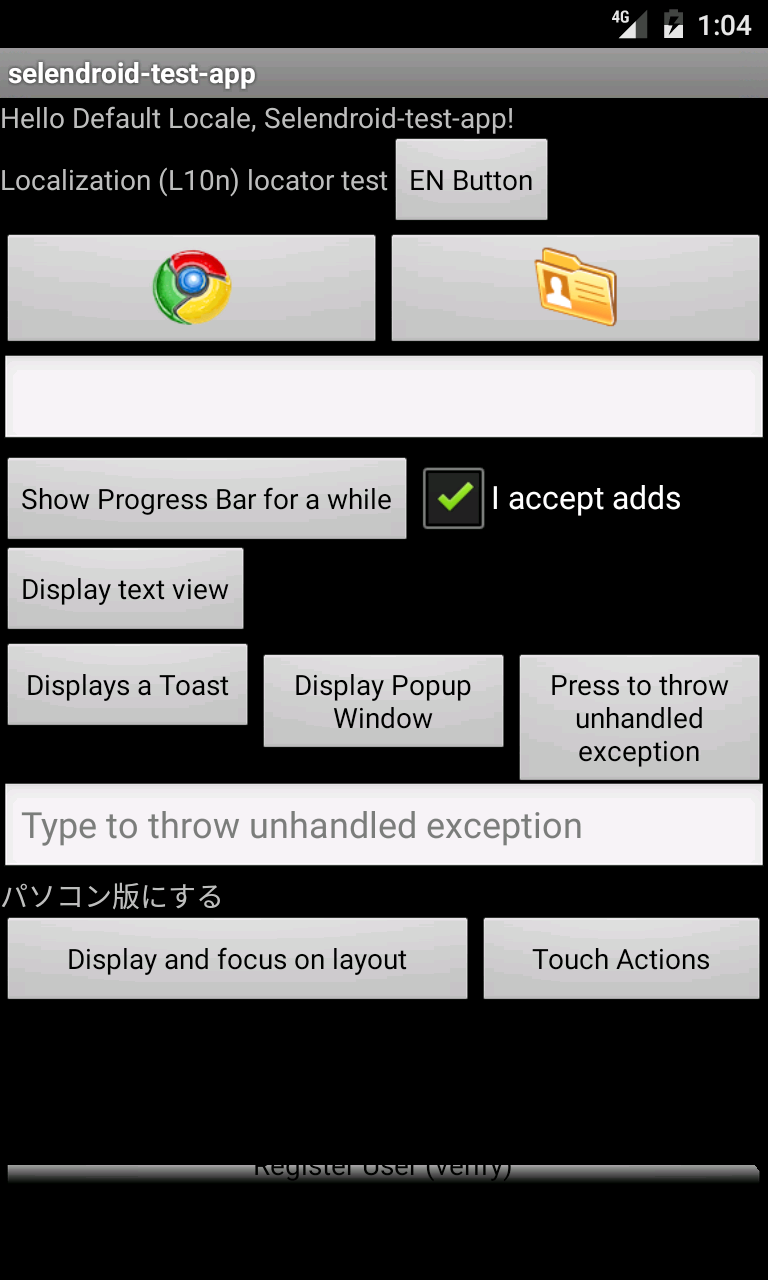 4G 1:04
selendroid-test-app
Hello Default Locale, Selendroid-test-app!
Localization (L10n) locator test EN Button
Show Progress Bar for a while I accept adds
Display text view
Displays a Toast
Display Popup
Window
Press to throw
unhandled
exception
Type to throw unhandled exception
パソコン版にする
Display and focus on layout Touch Actions
Register User (verify)